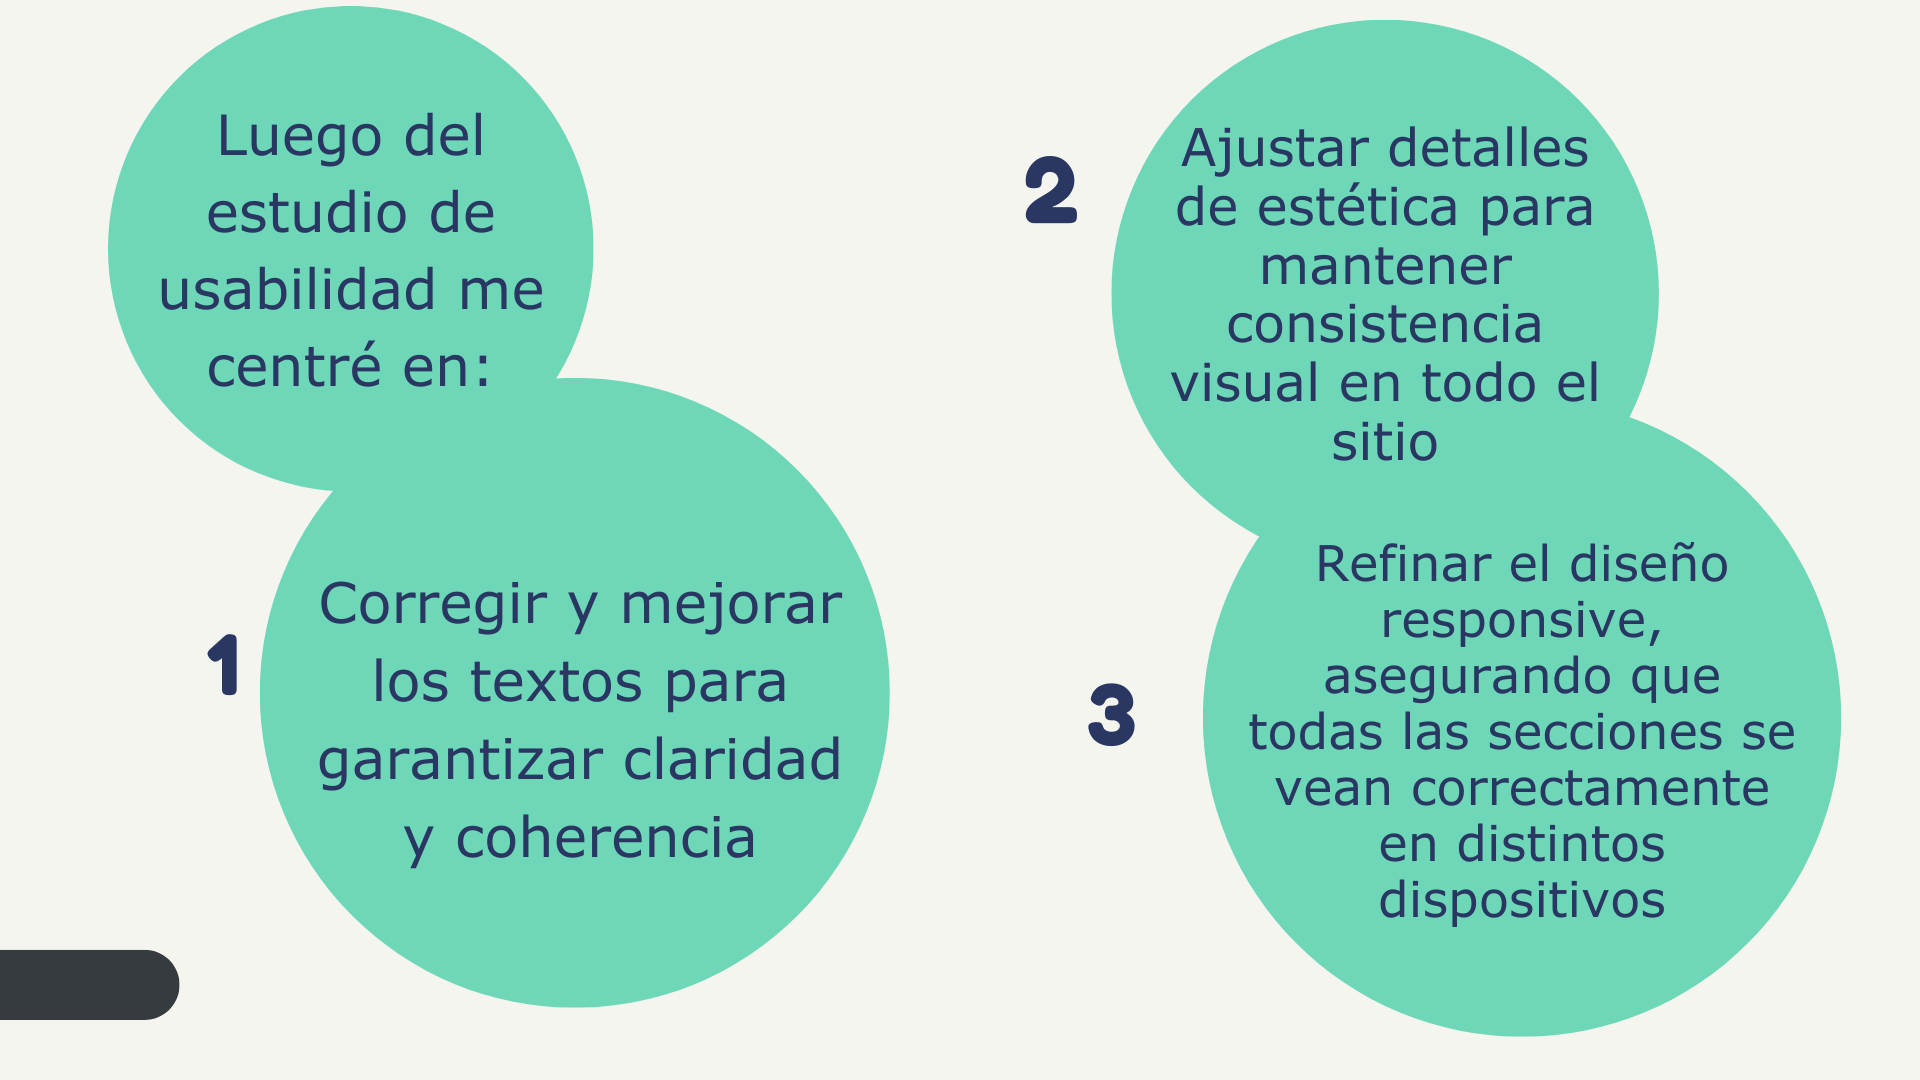 Luego del
estudio de
usabilidad me
centré en:
1
Corregir y mejorar
los textos para
garantizar claridad
y coherencia
2
Ajustar detalles
de estética para
mantener
consistencia
visual en todo el
sitio
3
Refinar el diseño
responsive,
asegurando que
todas las secciones se
vean correctamente
en distintos
dispositivos